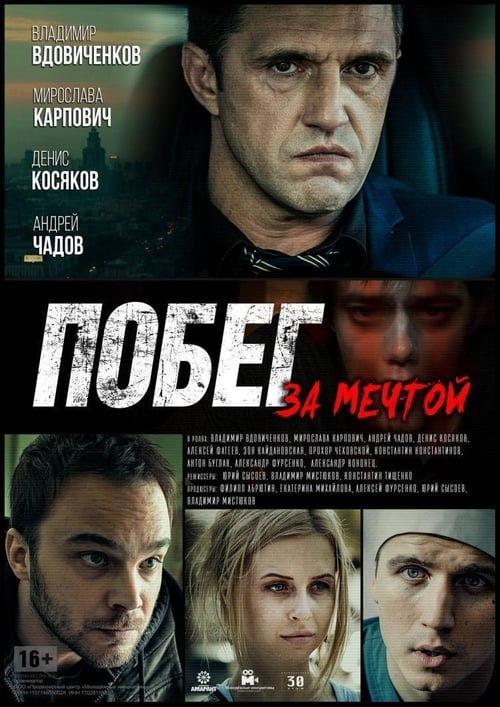 ВЛАДИМИР
ВДОВИЧЕНКОВ
МИРОСЛАВА
КАРПОВИЧ
ДЕНИС
КОСЯКОВ
АНДРЕЙ
ЧАДОВ
ПОБЕГ
ЗА МЕЧТОЙ
В РОЛЯХ: ВЛАДИМИР ВДОВИЧЕНКОВ, МИРОСЛАВА КАРПОВИЧ, АНДРЕЙ ЧАДОВ, ДЕНИС КОСЯКОВ,
АЛЕКСЕЙ ФАТЕЕВ, ЗОЯ КАЙДАНОВСКАЯ, ПРОХОР ЧЕХОВСКОЙ, КОНСТАНТИН КОНСТАНТИНОВ,
АНТОН БУГЛАК, АЛЕКСАНДР ФУРСЕНКО, АЛЕКСАНДР КОНОНЕЦ.
РЕЖИССЕРЫ: ЮРИЙ СЫСОЕВ, ВЛАДИМИР МИСТЮКОВ, КОНСТАНТИН ТИЩЕНКО
ПРОДЮСЕРЫ: ФИЛИПП АБРЮТИН, ЕКАТЕРИНА МИХАЙЛОВА, АЛЕКСЕЙ ФУРСЕНКО, ЮРИЙ СЫСОЕВ,
ВЛАДИМИР МИСТЮКОВ
16+
АМАРАНТ
30